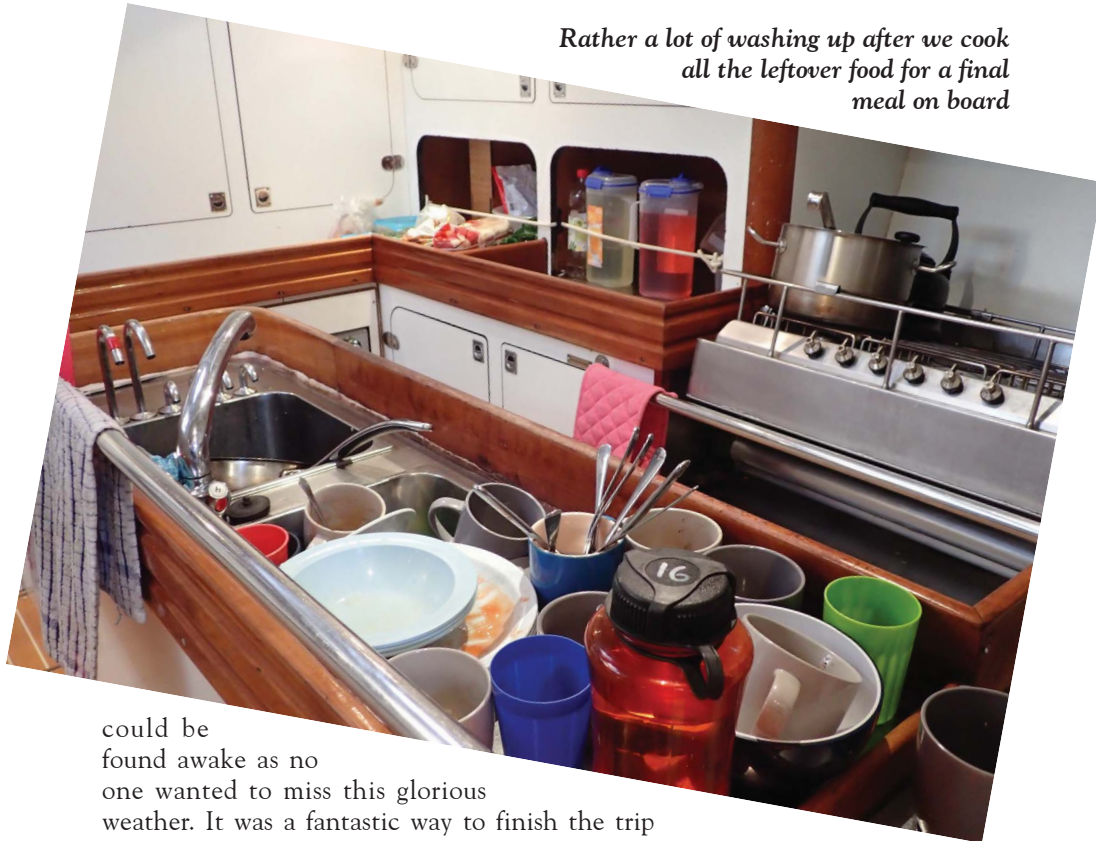 Rather a lot of washing up after we cook
all the leftover food for a final
meal on board
16
could be
found awake as no
one wanted to miss this glorious
weather. It was a fantastic way to finish the trip